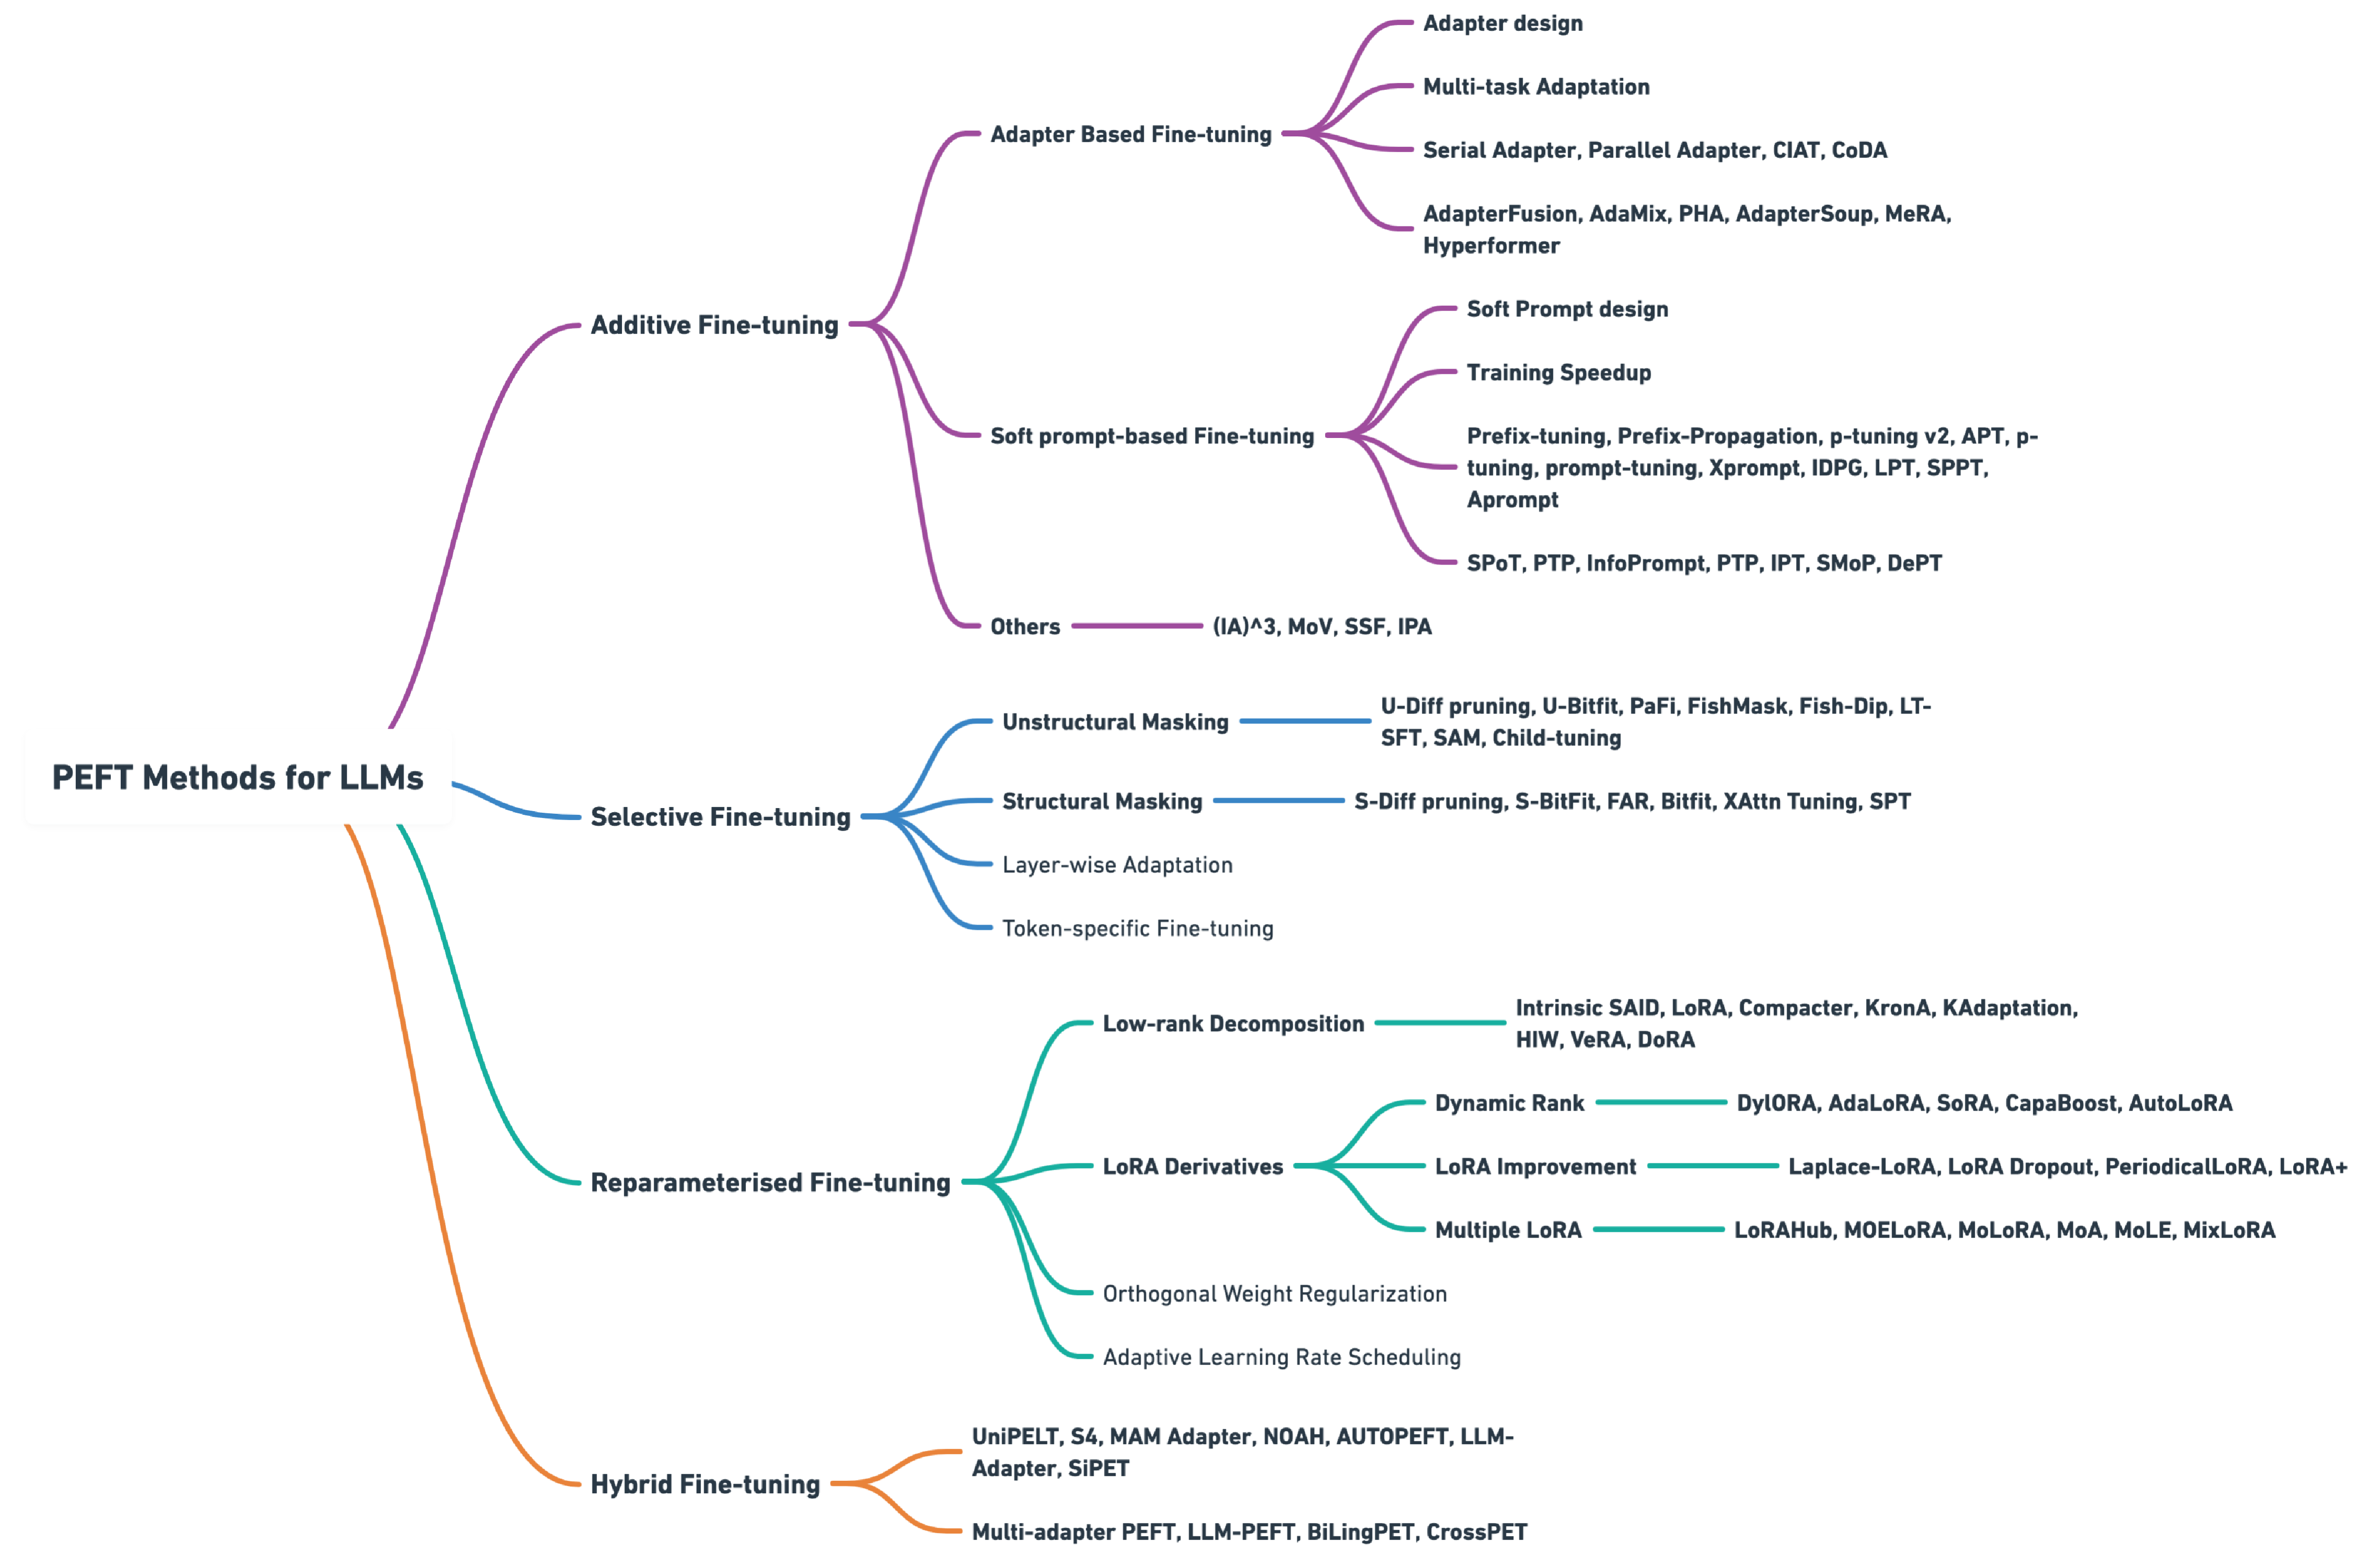 PEFT Methods for LLMs
Additive Fine-tuning
Adapter Based Fine-tuning
Adapter design
Multi-task Adaptation
Serial Adapter, Parallel Adapter, CIAT, CoDA
AdapterFusion, AdaMix, PHA, AdapterSoup, MeRA,
Hyperformer
Soft prompt-based Fine-tuning
Soft Prompt design
Training Speedup
Prefix-tuning, Prefix-Propagation, p-tuning v2, APT, p-
tuning, prompt-tuning, Xprompt, IDPG, LPT, SPPT,
Aprompt
SPoT, PTP, InfoPrompt, PTP, IPT, SMoP, DePT
Others
(IA)^3, MoV, SSF, IPA
Selective Fine-tuning
Unstructural Masking
U-Diff pruning, U-Bitfit, PaFi, FishMask, Fish-Dip, LT-
SFT, SAM, Child-tuning
Structural Masking
S-Diff pruning, S-BitFit, FAR, Bitfit, XAttn Tuning, SPT
Layer-wise Adaptation
Token-specific Fine-tuning
Reparameterised Fine-tuning
Low-rank Decomposition
Intrinsic SAID, LoRA, Compacter, KronA, KAdaptation,
HIW, VeRA, DoRA
LoRA Derivatives
Dynamic Rank
DylORA, AdaLoRA, SoRA, CapaBoost, AutoLoRA
LoRA Improvement
Laplace-LoRA, LoRA Dropout, PeriodicalLoRA, LoRA+
Multiple LoRA
LoRAHub, MOELoRA, MoLoRA, MoA, MoLE, MixLoRA
Orthogonal Weight Regularization
Adaptive Learning Rate Scheduling
Hybrid Fine-tuning
UniPELT, S4, MAM Adapter, NOAH, AUTOPEFT, LLM-
Adapter, SiPET
Multi-adapter PEFT, LLM-PEFT, BiLingPET, CrossPET